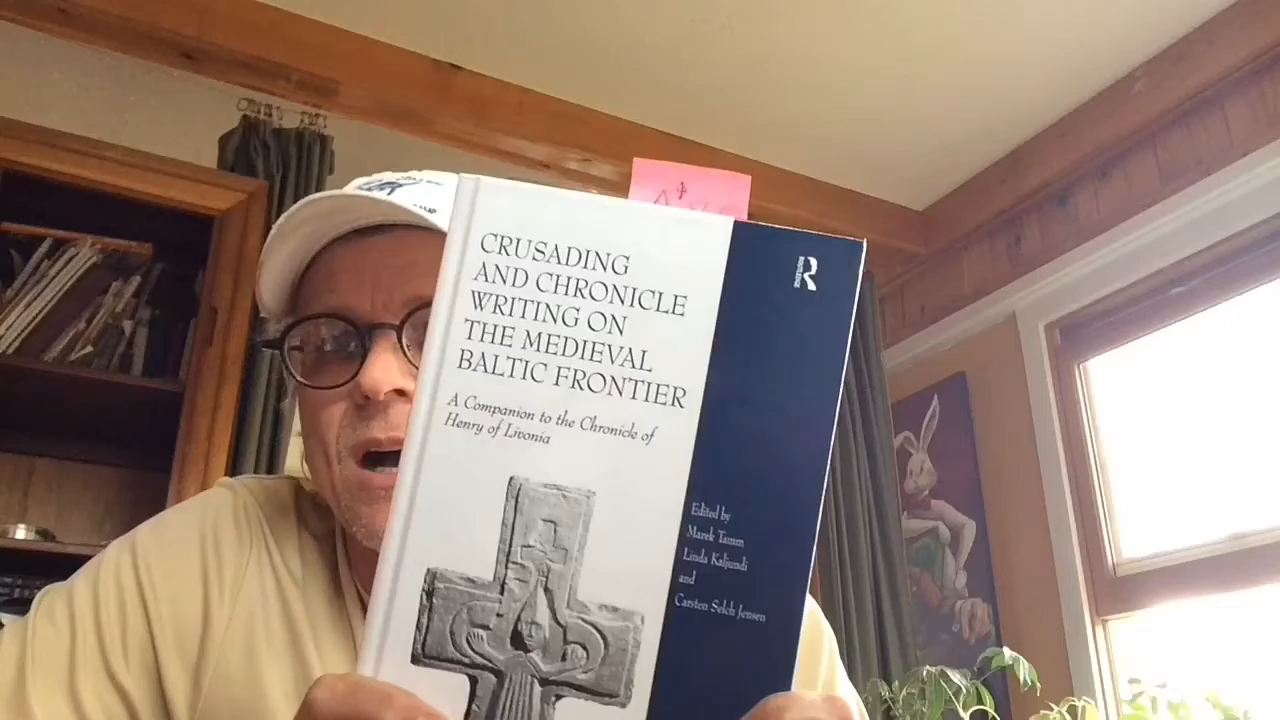 CRUSADING
AND CHRONICLE
WRITING ON
THE MEDIEVAL
BALTIC FRONTIER
A Companion to the Chronicle of
Henry of Livonia
R
ROUTLEDGE
Edited by
Marek Tamm
Linda Kaljundi
and
Carsten Selch Jensen